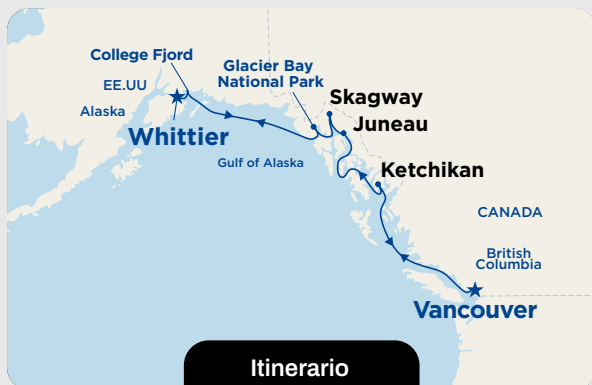 College Fjord
EE.UU
Alaska
Whittier
Glacier Bay
National Park
Skagway
Juneau
Gulf of Alaska
Ketchikan
CANADA
British
Columbia
Vancouver
Itinerario